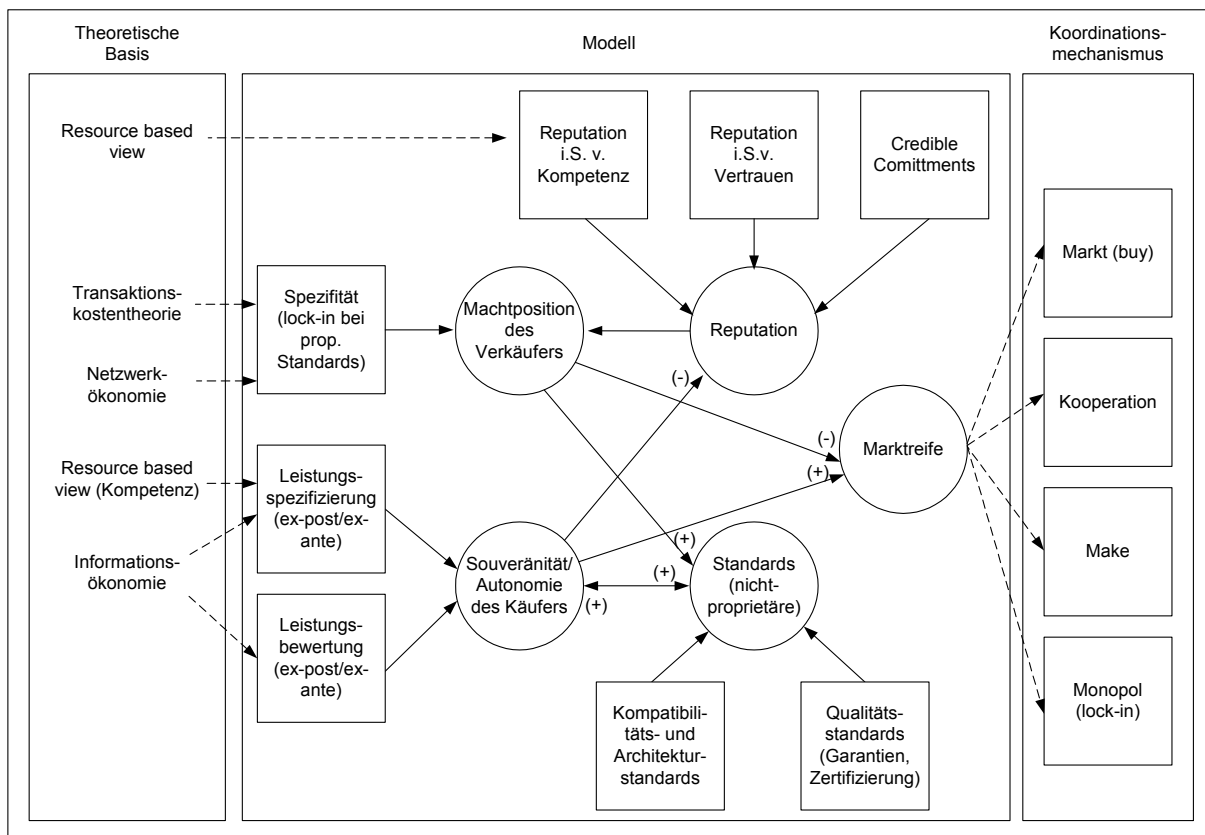 Theoretische
Basis
Modell
Koordinations-
mechanismus
Resource based
view
Transaktions-
kostentheorie
Netzwerk-
ökonomie
Resource based
view (Kompetenz)
Informations-
ökonomie
Reputation
i.S. v.
Kompetenz
Reputation
i.S.v.
Vertrauen
Credible
Comittments
Spezifität
(lock-in bei
prop.
Standards)
Machtposition
des
Verkäufers
Reputation
(-)
(-)
(+)
Marktreife
Leistungs-
spezifizierung
(ex-post/ex-
ante)
Leistungs-
bewertung
(ex-post/ex-
ante)
Souveränität/
Autonomie
des Käufers
(+)
(+)
(+)
Standards
(nicht-
proprietäre)
Kompatibili-
täts- und
Architektur-
standards
Qualitäts-
standards
(Garantien,
Zertifizierung)
Markt (buy)
Kooperation
Make
Monopol
(lock-in)